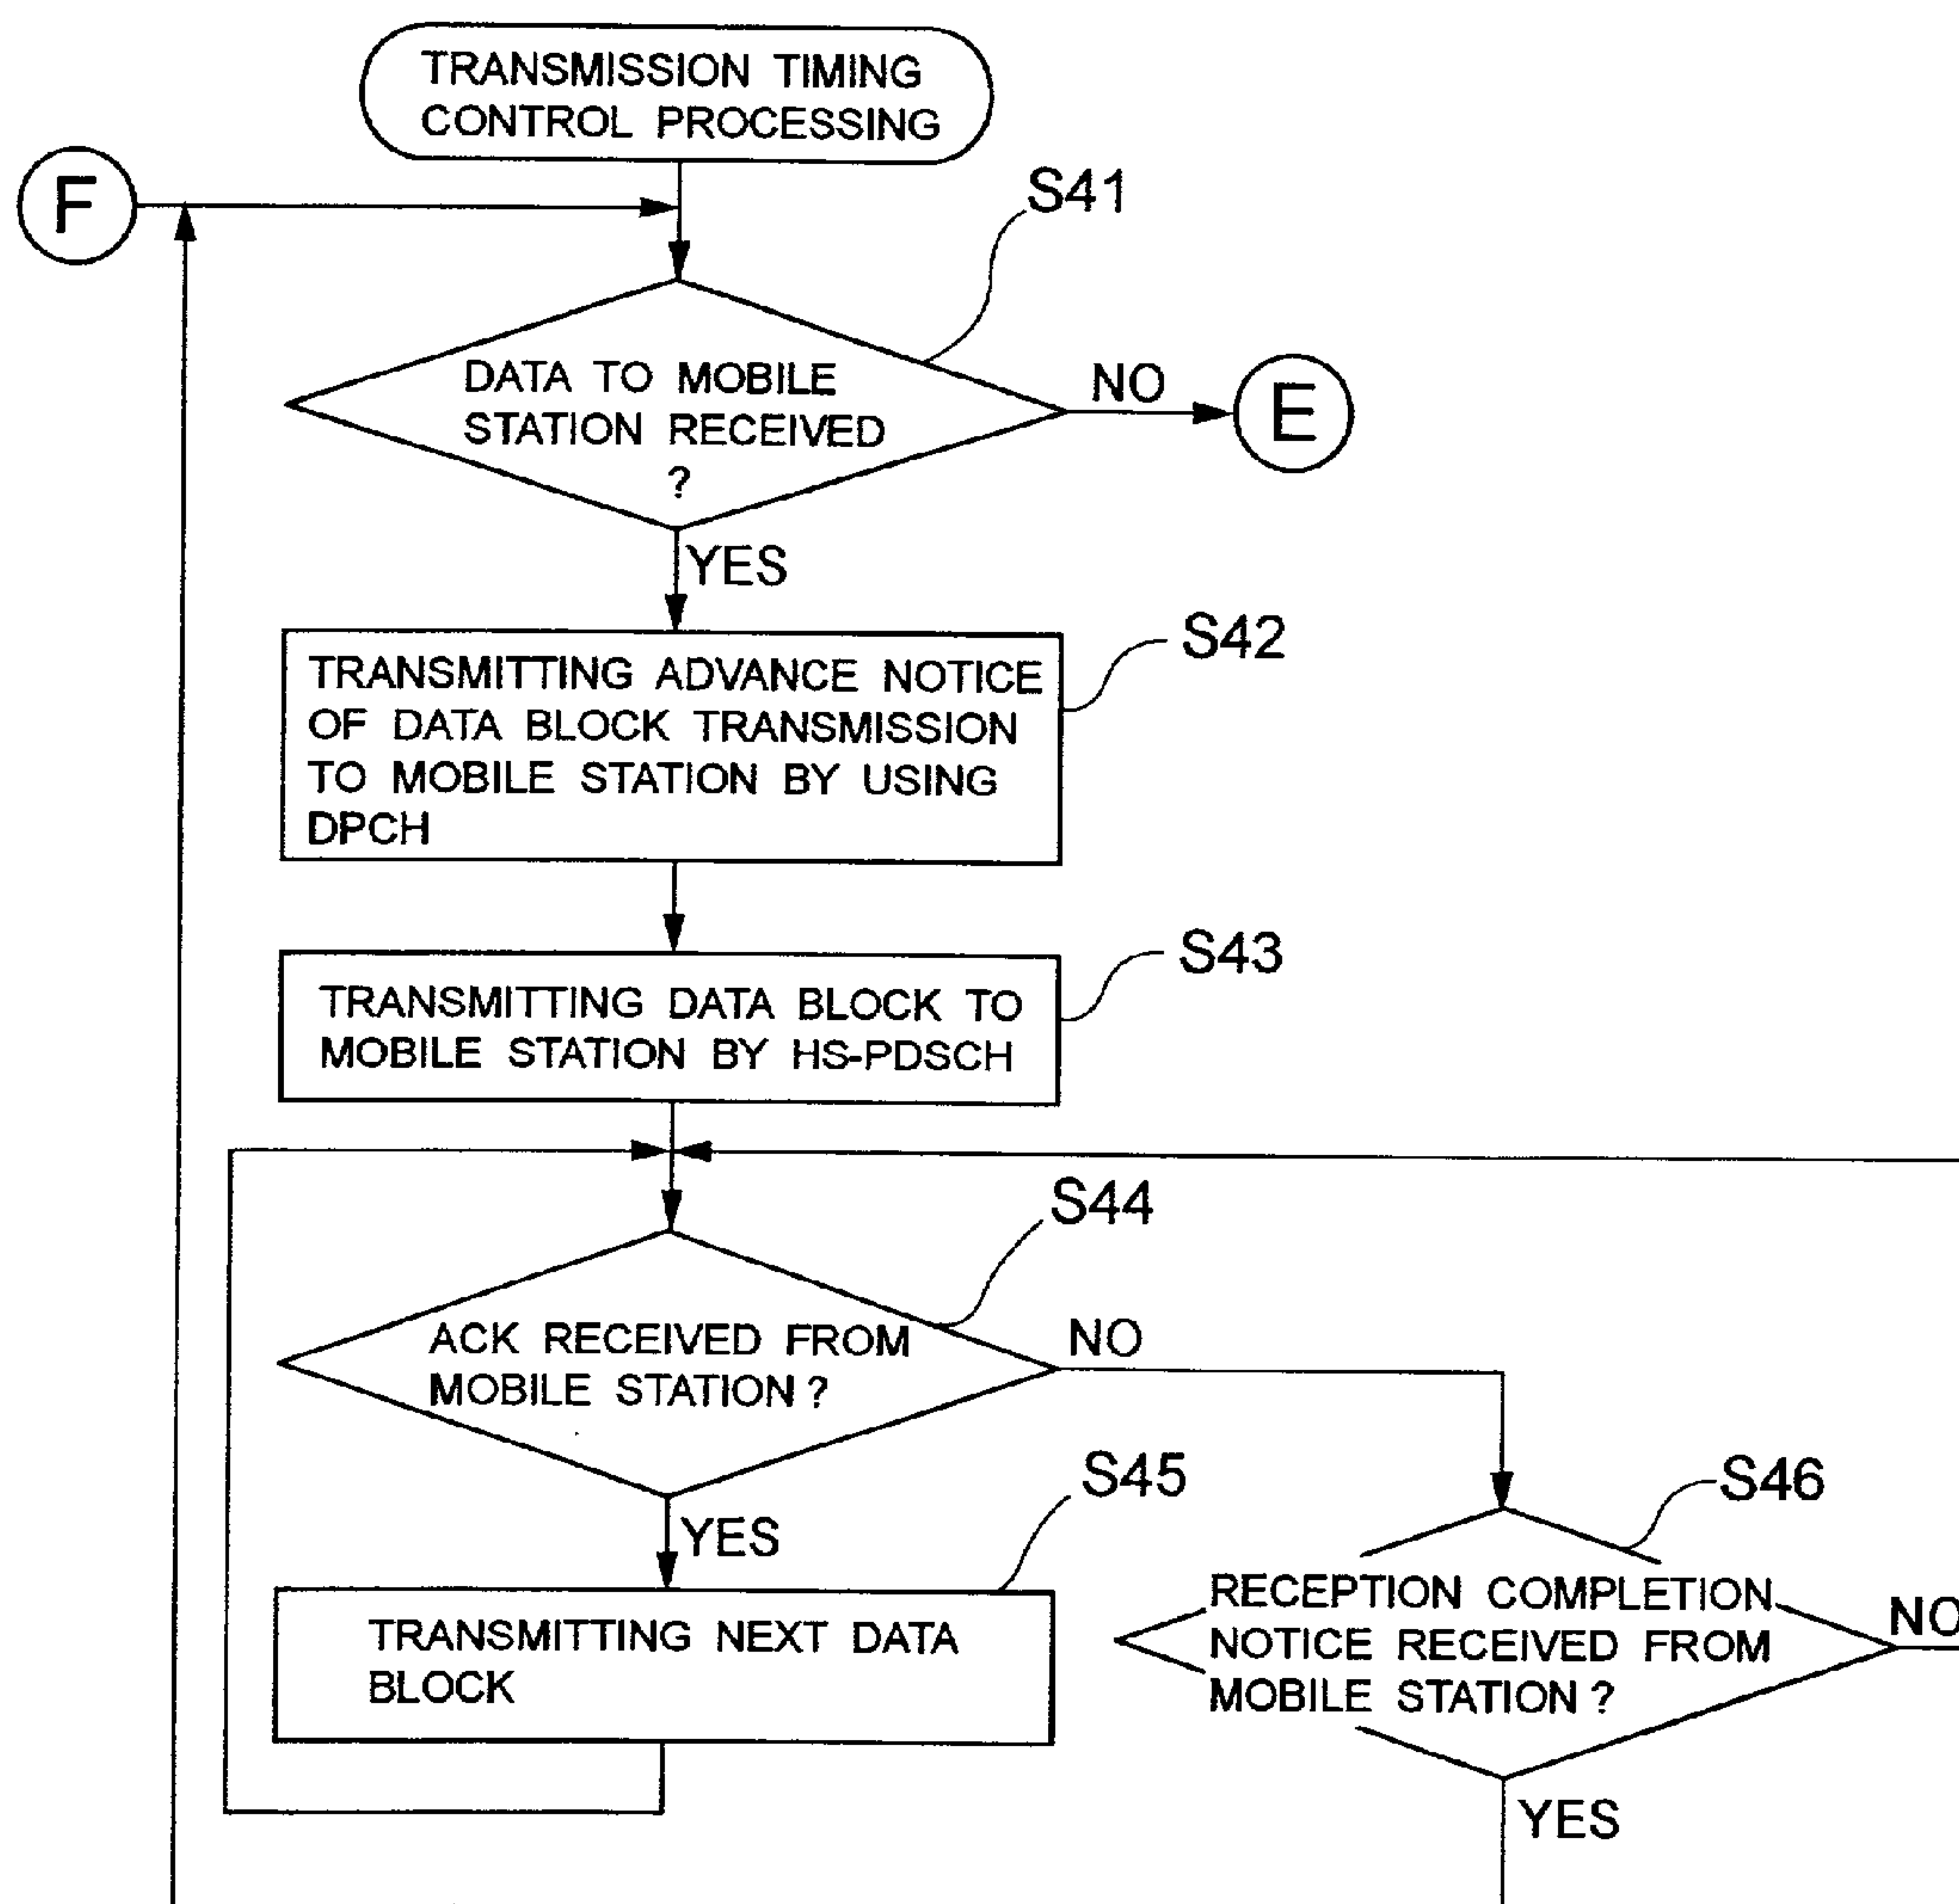 TRANSMISSION TIMING
CONTROL PROCESSING
F
S41
DATA TO MOBILE
STATION RECEIVED
?
NO
E
YES
S42
TRANSMITTING ADVANCE NOTICE
OF DATA BLOCK TRANSMISSION
TO MOBILE STATION BY USING
DPCH
S43
TRANSMITTING DATA BLOCK TO
MOBILE STATION BY HS-PDSCH
S44
ACK RECEIVED FROM
MOBILE STATION ?
NO
YES
S45
TRANSMITTING NEXT DATA
BLOCK
S46
RECEPTION COMPLETION
NOTICE RECEIVED FROM
MOBILE STATION ?
NO
YES